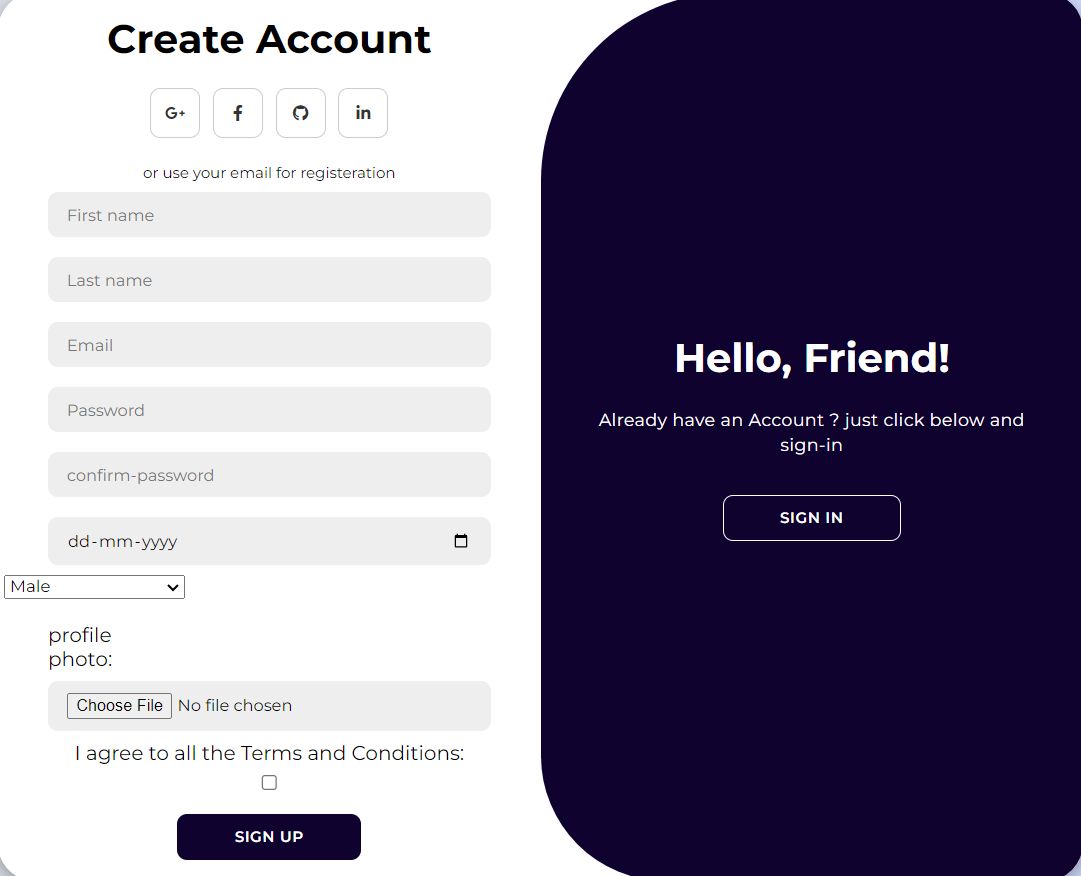 Create Account
G+
f
in
or use your email for registeration
First name
Last name
Email
Password
confirm-password
dd-mm-yyyy
Male
profile
photo:
Choose File No file chosen
I agree to all the Terms and Conditions:
SIGN UP
Hello, Friend!
Already have an Account ? just click below and
sign-in
SIGN IN